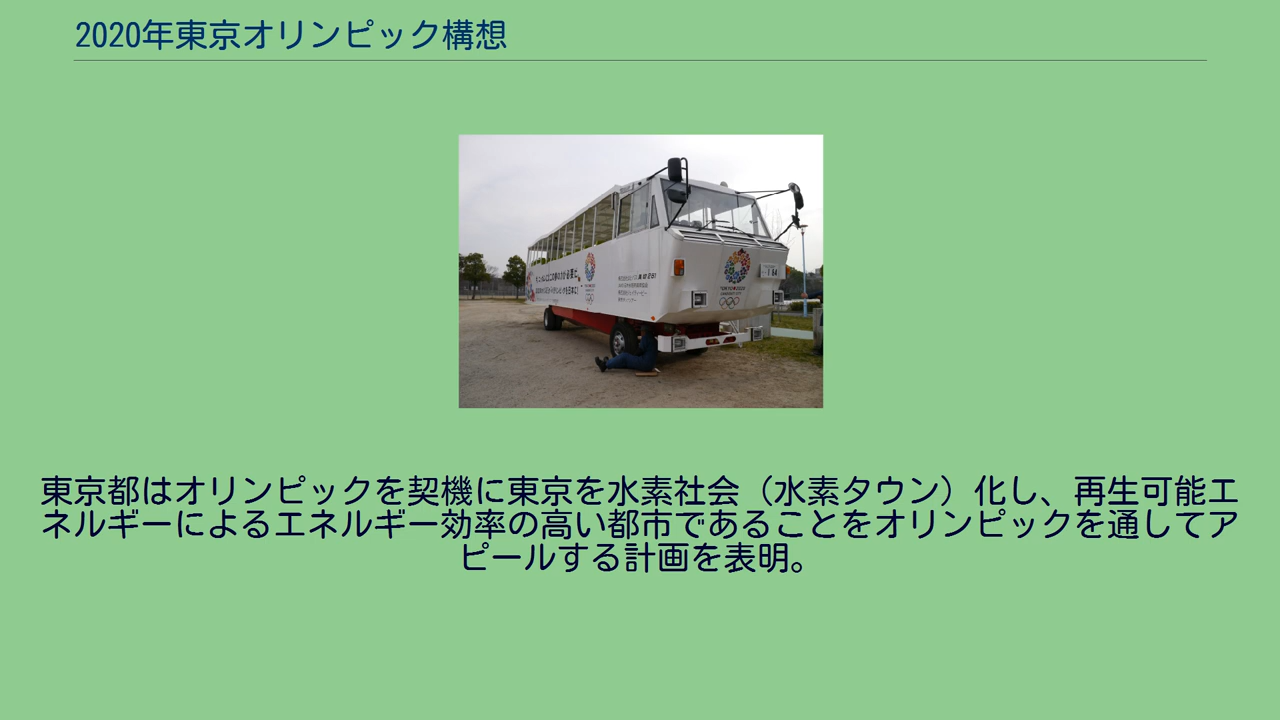 2020年東京オリンピック構想
東京都はオリンピックを契機に東京を水素社会（水素タウン）化し、再生可能エ
ネルギーによるエネルギー効率の高い都市であることをオリンピックを通してア
ピールする計画を表明。